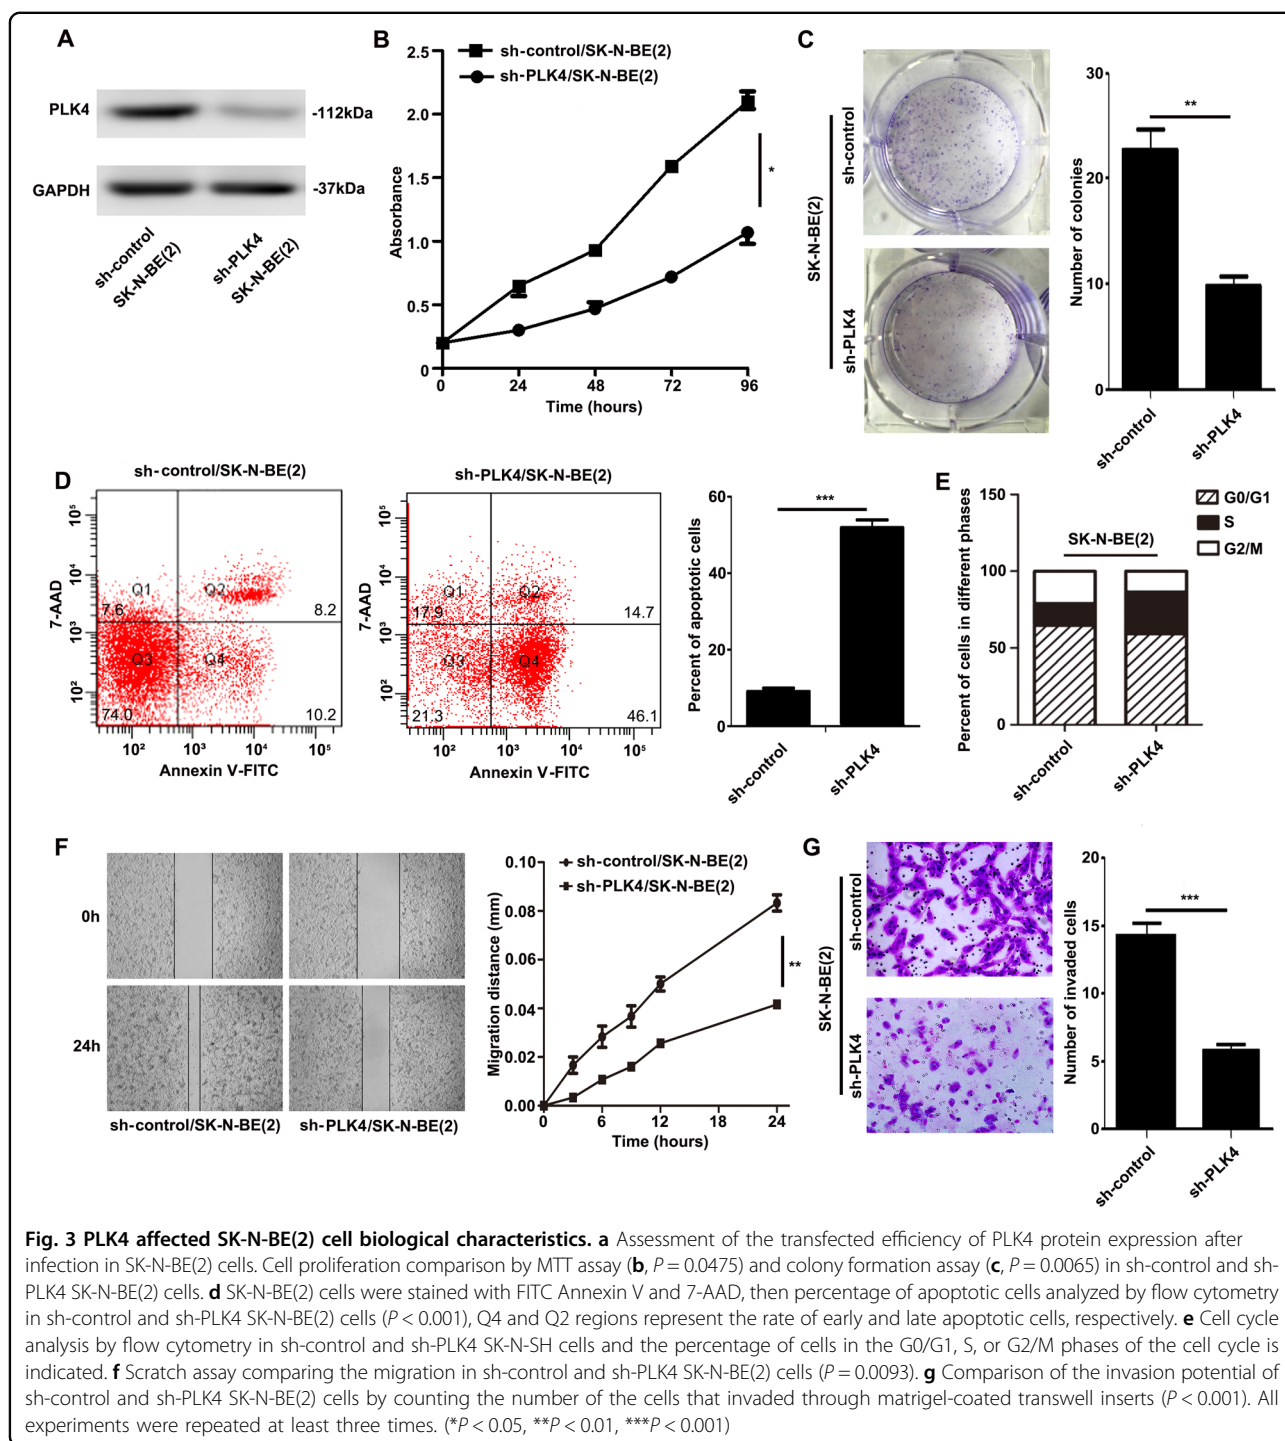 A
PLK4
-112kDa
GAPDH
-37kDa
sh-control
SK-N-BE(2)
sh-PLK4
SK-N-BE(2)
B
sh-control/SK-N-BE(2)
sh-PLK4/SK-N-BE(2)
Absorbance
2.5
2.0
1.5
1.0
0.5
0
0 24 48 72 96
Time (hours)
*
C
SK-N-BE(2)
sh-control
sh-PLK4
Number of colonies
30
20
10
0
**
sh-control
sh-PLK4
D
sh-control/SK-N-BE(2)
7-AAD
10⁵
10⁴
10³
10²
Q1
Q2
Q3
Q4
7.6
8.2
74.0
10.2
10² 10³ 10⁴ 10⁵
Annexin V-FITC
sh-PLK4/SK-N-BE(2)
7-AAD
10⁵
10⁴
10³
10²
Q1
Q2
Q3
Q4
17.9
14.7
21.3
46.1
10² 10³ 10⁴ 10⁵
Annexin V-FITC
Percent of apoptotic cells
60
40
20
0
***
sh-control
sh-PLK4
E
Percent of cells in different phases
150
100
50
0
SK-N-BE(2)
G0/G1
S
G2/M
sh-control
sh-PLK4
F
0h
24h
sh-control/SK-N-BE(2)
sh-PLK4/SK-N-BE(2)
sh-control/SK-N-BE(2)
sh-PLK4/SK-N-BE(2)
Migration distance (mm)
0.10
0.08
0.06
0.04
0.02
0.00
0 6 12 18 24
Time (hours)
**
G
SK-N-BE(2)
sh-control
sh-PLK4
Number of invaded cells
20
15
10
5
0
***
sh-control
sh-PLK4
Fig. 3 PLK4 affected SK-N-BE(2) cell biological characteristics. a Assessment of the transfected efficiency of PLK4 protein expression after
infection in SK-N-BE(2) cells. Cell proliferation comparison by MTT assay (b, P = 0.0475) and colony formation assay (c, P = 0.0065) in sh-control and sh-
PLK4 SK-N-BE(2) cells. d SK-N-BE(2) cells were stained with FITC Annexin V and 7-AAD, then percentage of apoptotic cells analyzed by flow cytometry
in sh-control and sh-PLK4 SK-N-BE(2) cells (P < 0.001), Q4 and Q2 regions represent the rate of early and late apoptotic cells, respectively. e Cell cycle
analysis by flow cytometry in sh-control and sh-PLK4 SK-N-SH cells and the percentage of cells in the G0/G1, S, or G2/M phases of the cell cycle is
indicated. f Scratch assay comparing the migration in sh-control and sh-PLK4 SK-N-BE(2) cells (P = 0.0093). g Comparison of the invasion potential of
sh-control and sh-PLK4 SK-N-BE(2) cells by counting the number of the cells that invaded through matrigel-coated transwell inserts (P < 0.001). All
experiments were repeated at least three times. (*P < 0.05, **P < 0.01, ***P < 0.001)